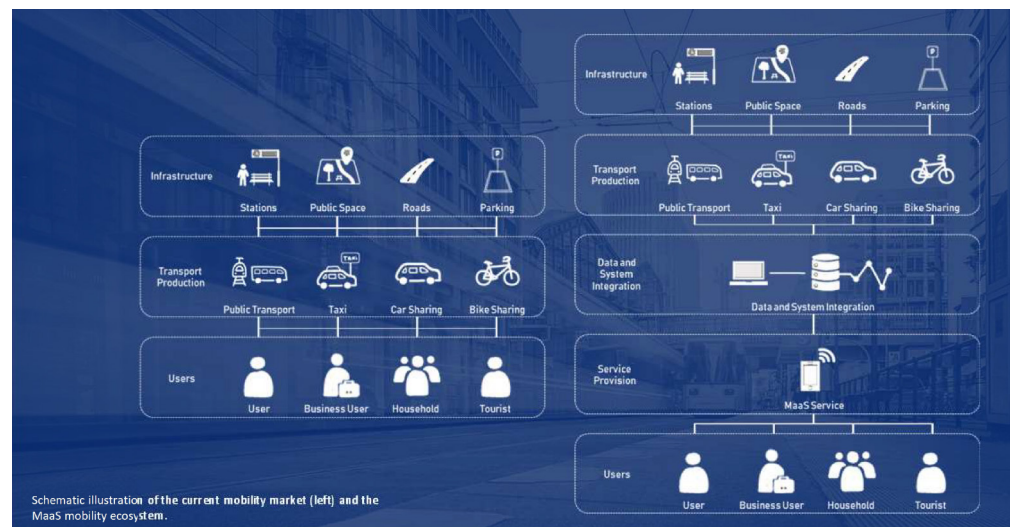 Infrastructure
Stations Public Space Roads Parking
Transport
Production
Public Transport Taxi Car Sharing Bike Sharing
TAXI
Users
User Business User Household Tourist
Infrastructure
P
Stations Public Space Roads Parking
Transport
Production
TAXI
Public Transport Taxi Car Sharing Bike Sharing
Data and
System
Integration
Data and System Integration
Service
Provision
MaaS Service
Users
User Business User Household Tourist
P
Schematic illustration of the current mobility market (left) and the
MaaS mobility ecosystem.